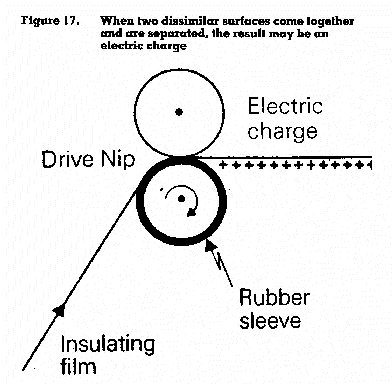 Figure 17. When two dissimilar surfaces come together
and are separated, the result may be an
electric charge
Electric
charge
Drive Nip
+++++++++++++
Rubber
sleeve
Insulating
film